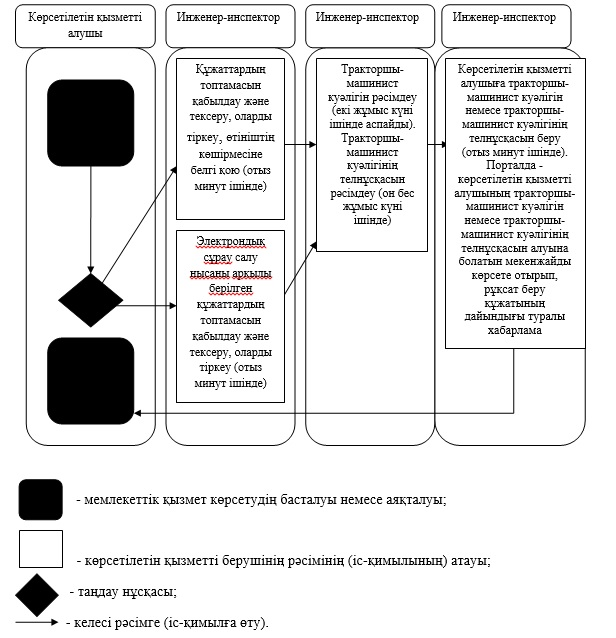 Көрсетілетін қызметті
алушы
Инженер-инспектор
Инженер-инспектор
Инженер-инспектор
Құжаттардың
топтамасын
қабылдау және
тексеру, оларды
тіркеу, өтініштің
көшірмесіне
белгі қою (отыз
минут ішінде)
Электрондық
сұрау салу
нысаны арқылы
берілген
құжаттардың
топтамасын
қабылдау және
тексеру, оларды
тіркеу (отыз
минут ішінде)
Тракторшы-
машинист
куәлігін рәсімдеу
(екі жұмыс күні
ішінде аспайды).
Тракторшы-
машинист
куәлігінің
телнұсқасын
рәсімдеу (он бес
жұмыс күні
ішінде)
Көрсетілетін қызметті
алушыға тракторшы-
машинист куәлігін
немесе тракторшы-
машинист куәлігінің
телнұсқасын беру
(отыз минут ішінде).
Порталда -
көрсетілетін қызметті
алушының тракторшы-
машинист куәлігін
немесе тракторшы-
машинист куәлігінің
телнұсқасын алуына
болатын мекенжайды
көрсете отырып,
рұқсат беру
құжатының
дайындығы туралы
хабарлама
- мемлекеттік қызмет көрсетудің басталуы немесе аяқталуы;
- көрсетілетін қызметті берушінің рәсімінің (іс-қимылының) атауы;
- таңдау нұсқасы;
- келесі рәсімге (іс-қимылға өту).